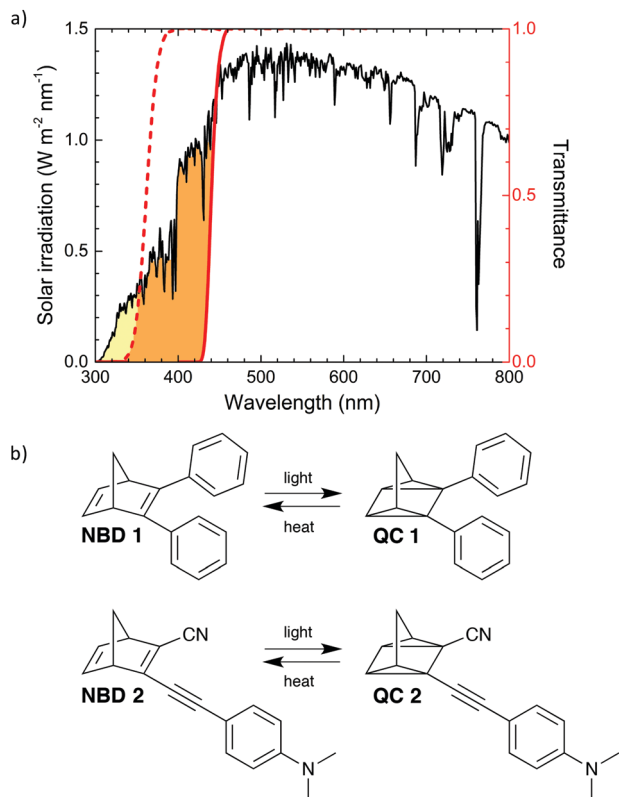 a)
1.5
1.0
0.5
0.0
Solar irradiation (W m⁻² nm⁻¹)
1.0
0.5
0.0
Transmittance
300 400 500 600 700 800
Wavelength (nm)
b)
light
heat
NBD 1
QC 1
CN
light
heat
NBD 2
N
CN
QC 2
N